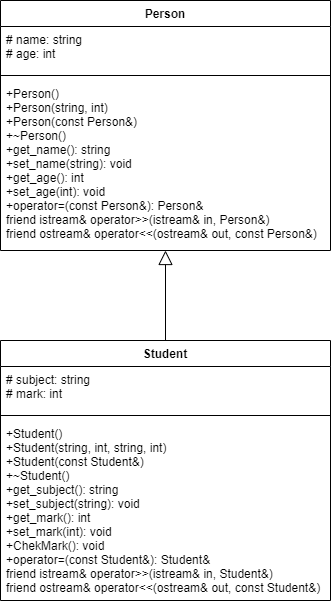 Person
# name: string
# age: int
+Person()
+Person(string, int)
+Person(const Person&)
+~Person()
+get_name(): string
+set_name(string): void
+get_age(): int
+set_age(int): void
+operator=(const Person&): Person&
friend istream& operator>>(istream& in, Person&)
friend ostream& operator<<(ostream& out, const Person&)
Student
# subject: string
# mark: int
+Student()
+Student(string, int, string, int)
+Student(const Student&)
+~Student()
+get_subject(): string
+set_subject(string): void
+get_mark(): int
+set_mark(int): void
+ChekMark(): void
+operator=(const Student&): Student&
friend istream& operator>>(istream& in, Student&)
friend ostream& operator<<(ostream& out, const Student&)